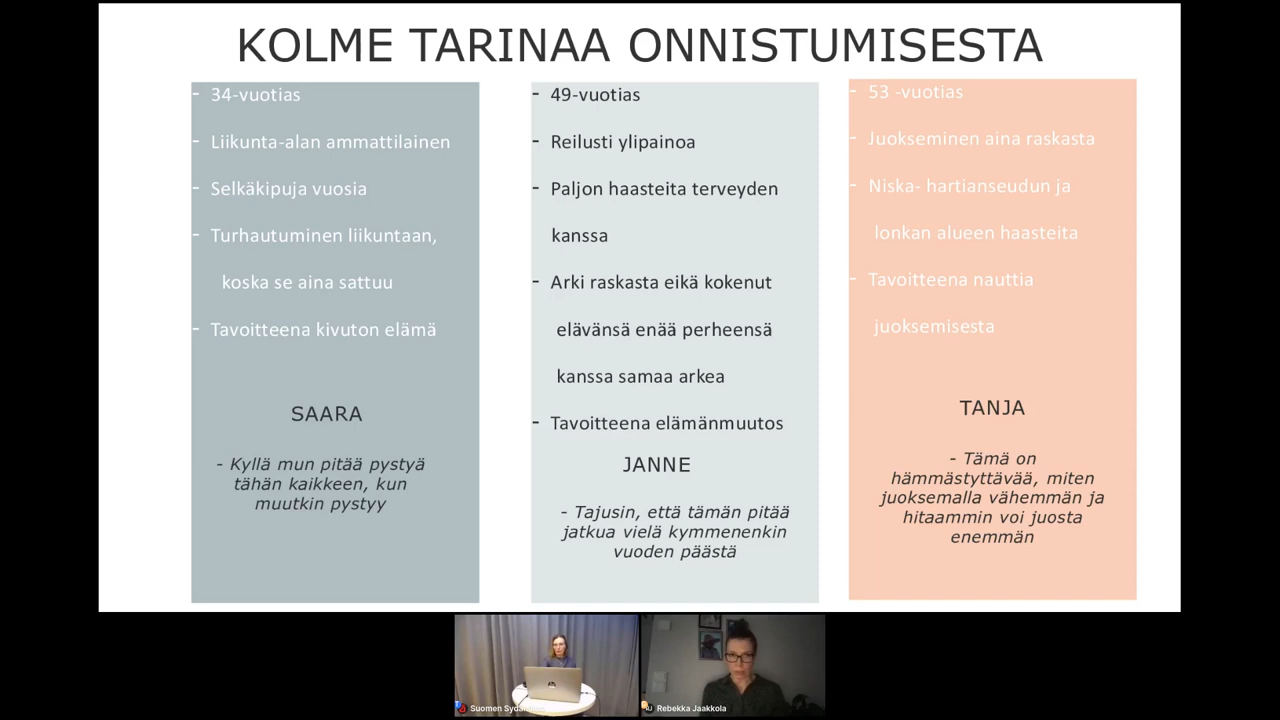 KOLME TARINAA ONNISTUMISESTA
- 34-vuotias
- Liikunta-alan ammattilainen
- Selkäkipuja vuosia
- Turhautuminen liikuntaan,
koska se aina sattuu
- Tavoitteena kivuton elämä
SAARA
- Kyllä mun pitää pystyä
tähän kaikkeen, kun
muutkin pystyy
- 49-vuotias
- Reilusti ylipainoa
- Paljon haasteita terveyden
kanssa
- Arki raskasta eikä kokenut
elävänsä enää perheensä
kanssa samaa arkea
- Tavoitteena elämänmuutos
JANNE
- Tajusin, että tämän pitää
jatkua vielä kymmenenkin
vuoden päästä
- 53 -vuotias
- Juokseminen aina raskasta
- Niska- hartianseudun ja
lonkan alueen haasteita
- Tavoitteena nauttia
juoksemisesta
TANJA
- Tämä on
hämmästyttävää, miten
juoksemalla vähemmän ja
hitaammin voi juosta
enemmän
Suomen
Rebekka Jaakkola